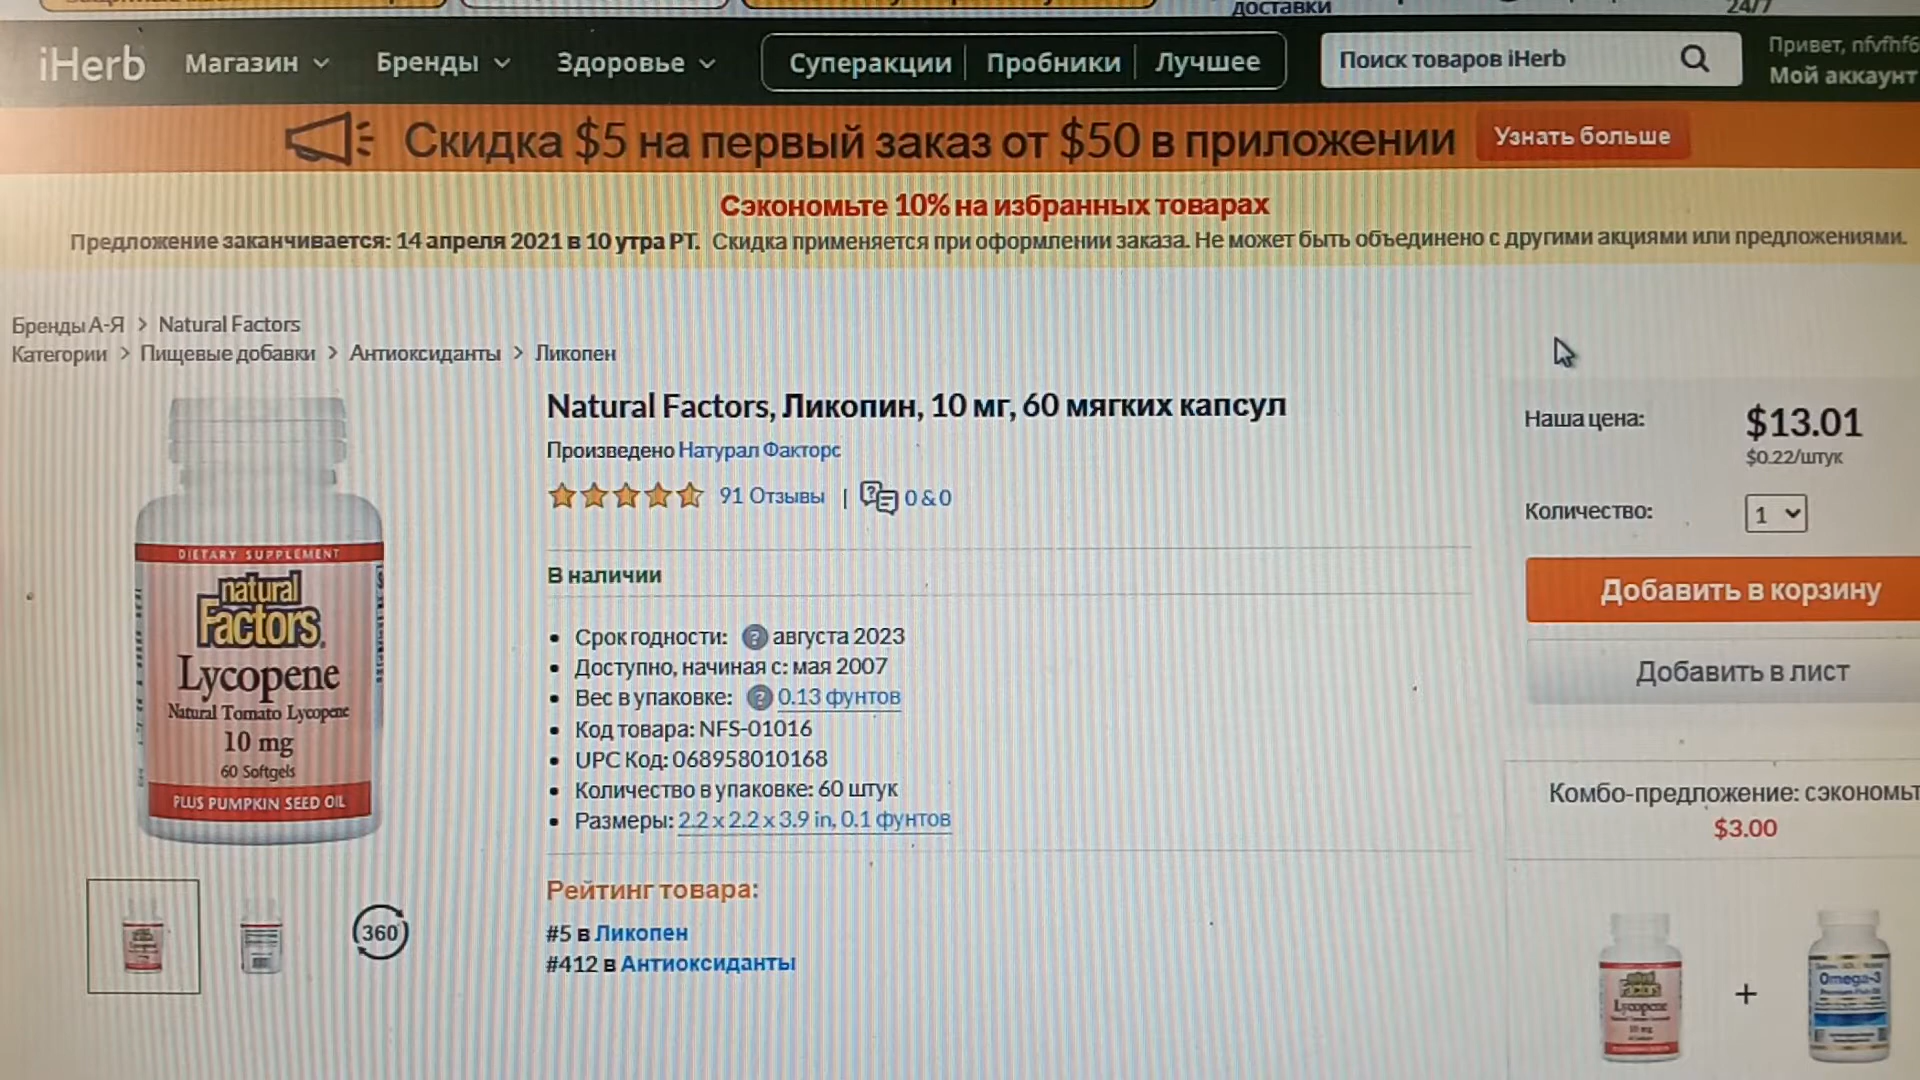 доставки
24/7
iHerb
Магазин
Бренды
Здоровье
Суперакции
Пробники
Лучшее
Поиск товаров iHerb
Привет, nfvfhf6
Мой аккаунт
Скидка $5 на первый заказ от $50 в приложении
Узнать больше
Сэкономьте 10% на избранных товарах
Предложение заканчивается: 14 апреля 2021 в 10 утра PT. Скидка применяется при оформлении заказа. Не может быть объединено с другими акциями или предложениями.
Бренды А-Я > Natural Factors
Категории > Пищевые добавки > Антиоксиданты > Ликопен
DIETARY SUPPLEMENT
natural
Factors
Lycopene
Natural Tomato Lycopene
10 mg
60 Softgels
PLUS PUMPKIN SEED OIL
360
Natural Factors, Ликопин, 10 мг, 60 мягких капсул
Произведено Натурал Факторс
91 Отзывы | 0 & 0
В наличии
Срок годности: ? августа 2023
Доступно, начиная с: мая 2007
Вес в упаковке: ? 0.13 фунтов
Код товара: NFS-01016
UPC Код: 068958010168
Количество в упаковке: 60 штук
Размеры: 2.2 x 2.2 x 3.9 in, 0.1 фунтов
Рейтинг товара:
#5 в Ликопен
#412 в Антиоксиданты
Наша цена: $13.01
$0.22/штук
Количество: 1
Добавить в корзину
Добавить в лист
Комбо-предложение: сэкономьт
$3.00
Lycopene
+
Omega-3